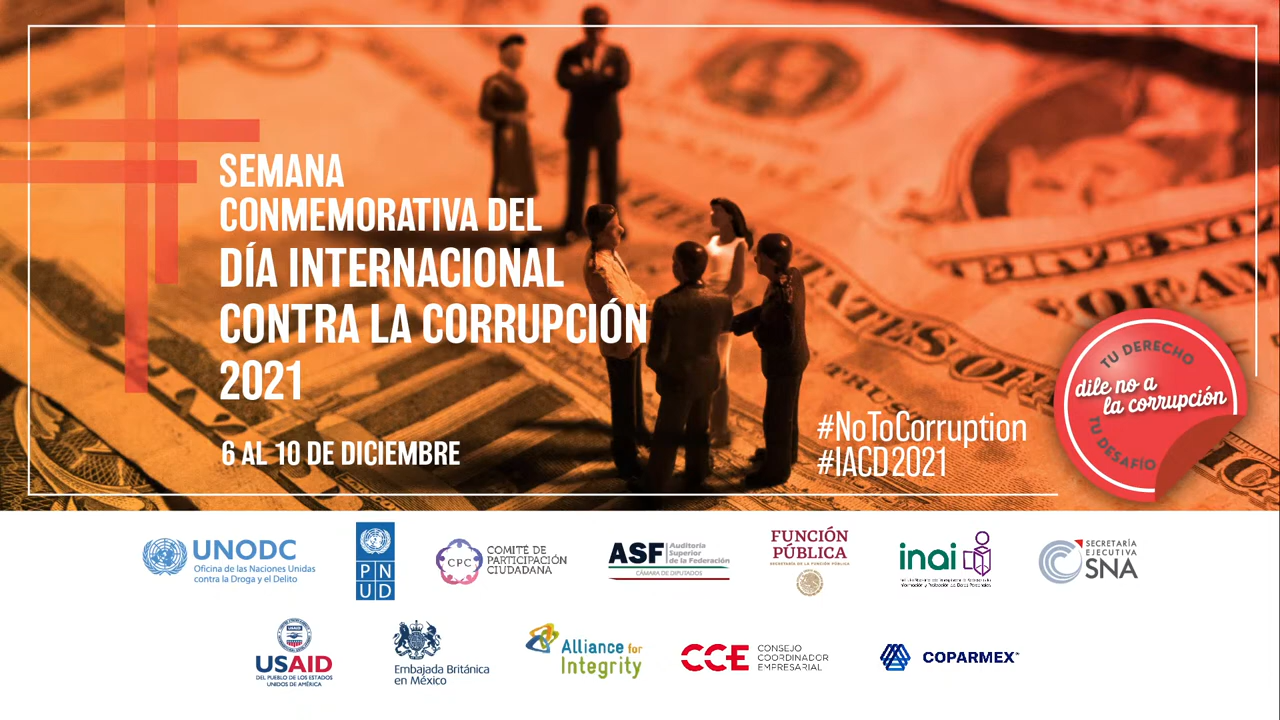 SEMANA
CONMEMORATIVA DEL
DÍA INTERNACIONAL
CONTRA LA CORRUPCIÓN
2021
6 AL 10 DE DICIEMBRE
#NoToCorruption
#IACD2021
TU DERECHO
dile no a
la corrupción
TU DESAFÍO
UNODC
Oficina de las Naciones Unidas
contra la Droga y el Delito
P N
U D
CPC
COMITÉ DE
PARTICIPACIÓN
CIUDADANA
ASF
Auditoría
Superior
de la Federación
CÁMARA DE DIPUTADOS
FUNCIÓN
PÚBLICA
SECRETARÍA DE LA FUNCIÓN PÚBLICA
inai
SECRETARÍA
EJECUTIVA
SNA
USAID
USAID
DEL PUEBLO DE LOS ESTADOS
UNIDOS DE AMÉRICA
Embajada Británica
en México
Alliance for
Integrity
CCE
CONSEJO
COORDINADOR
EMPRESARIAL
COPARMEX